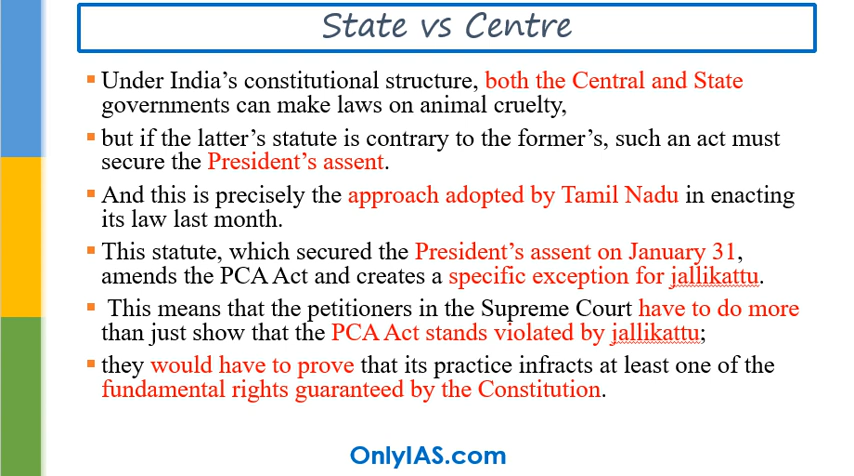 State vs Centre
Under India's constitutional structure, both the Central and State
governments can make laws on animal cruelty,
but if the latter's statute is contrary to the former's, such an act must
secure the President's assent.
And this is precisely the approach adopted by Tamil Nadu in enacting
its law last month.
This statute, which secured the President's assent on January 31,
amends the PCA Act and creates a specific exception for jallikattu.
This means that the petitioners in the Supreme Court have to do more
than just show that the PCA Act stands violated by jallikattu;
they would have to prove that its practice infracts at least one of the
fundamental rights guaranteed by the Constitution.
OnlyIAS.com